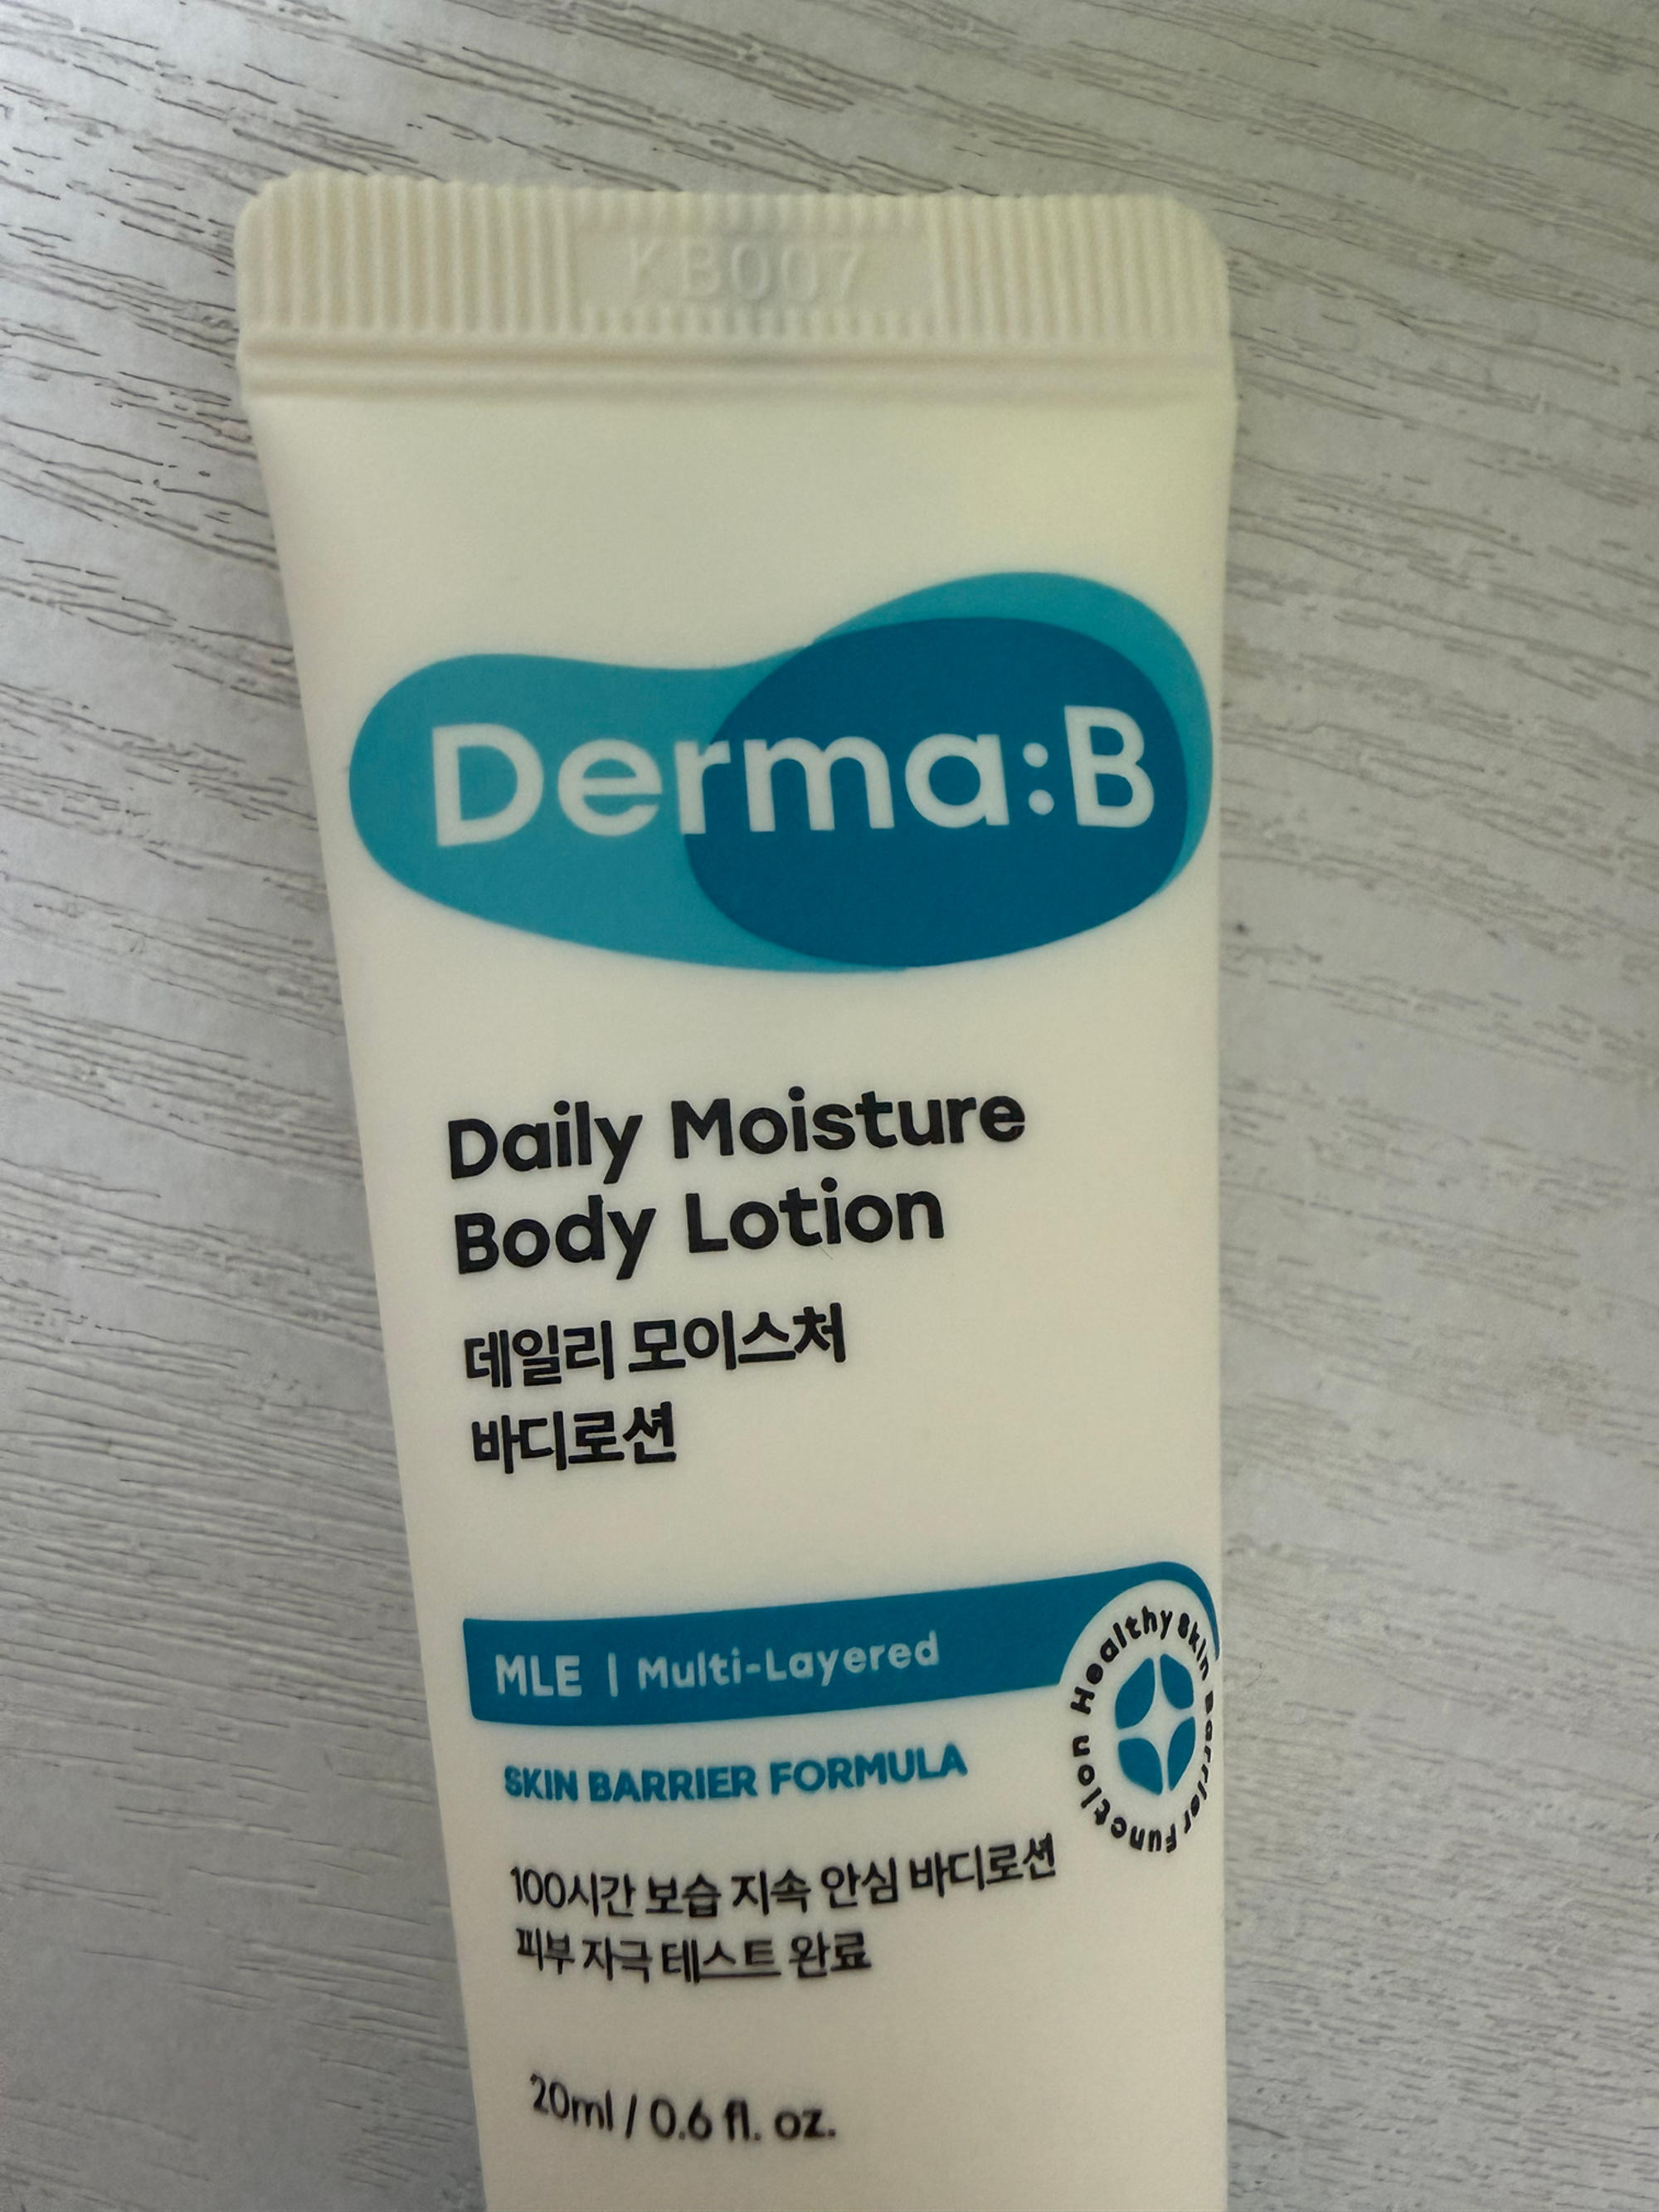 KB007
Derma:B
Daily Moisture
Body Lotion
데일리 모이스처
바디로션
MLE | Multi-Layered
Healthy Skin Barrier Function
SKIN BARRIER FORMULA
100시간 보습 지속 안심 바디로션
피부 자극 테스트 완료
20ml / 0.6 fl. oz.